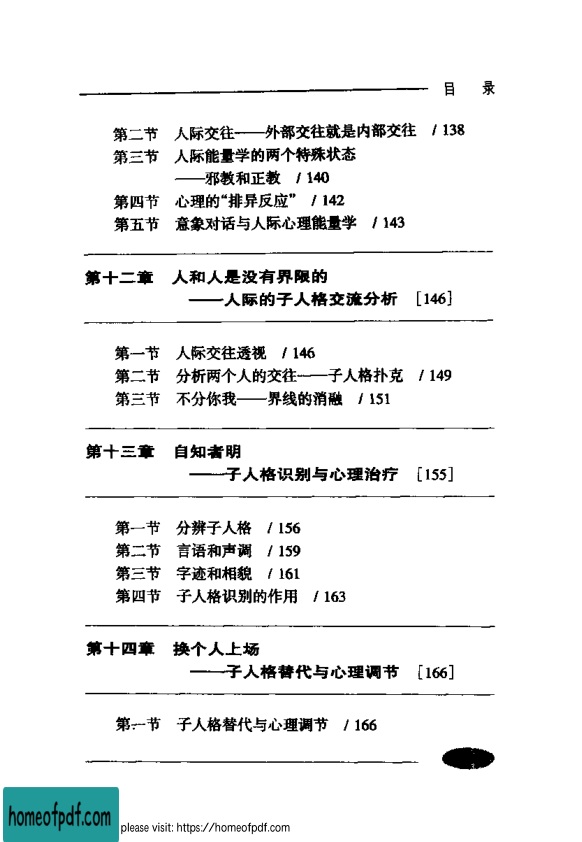 目 录
第二节 人际交往——外部交往就是内部交往 / 138
第三节 人际能量学的两个特殊状态
——邪教和正教 / 140
第四节 心理的“排异反应” / 142
第五节 意象对话与人际心理能量学 / 143
第十二章 人和人是没有界限的
——人际的子人格交流分析 [146]
第一节 人际交往透视 / 146
第二节 分析两个人的交往——子人格扑克 / 149
第三节 不分你我——界线的消融 / 151
第十三章 自知者明
——子人格识别与心理治疗 [155]
第一节 分辨子人格 / 156
第二节 言语和声调 / 159
第三节 字迹和相貌 / 161
第四节 子人格识别的作用 / 163
第十四章 换个人上场
——子人格替代与心理调节 [166]
第一节 子人格替代与心理调节 / 166
homeofpdf.com
please visit: https://homeofpdf.com